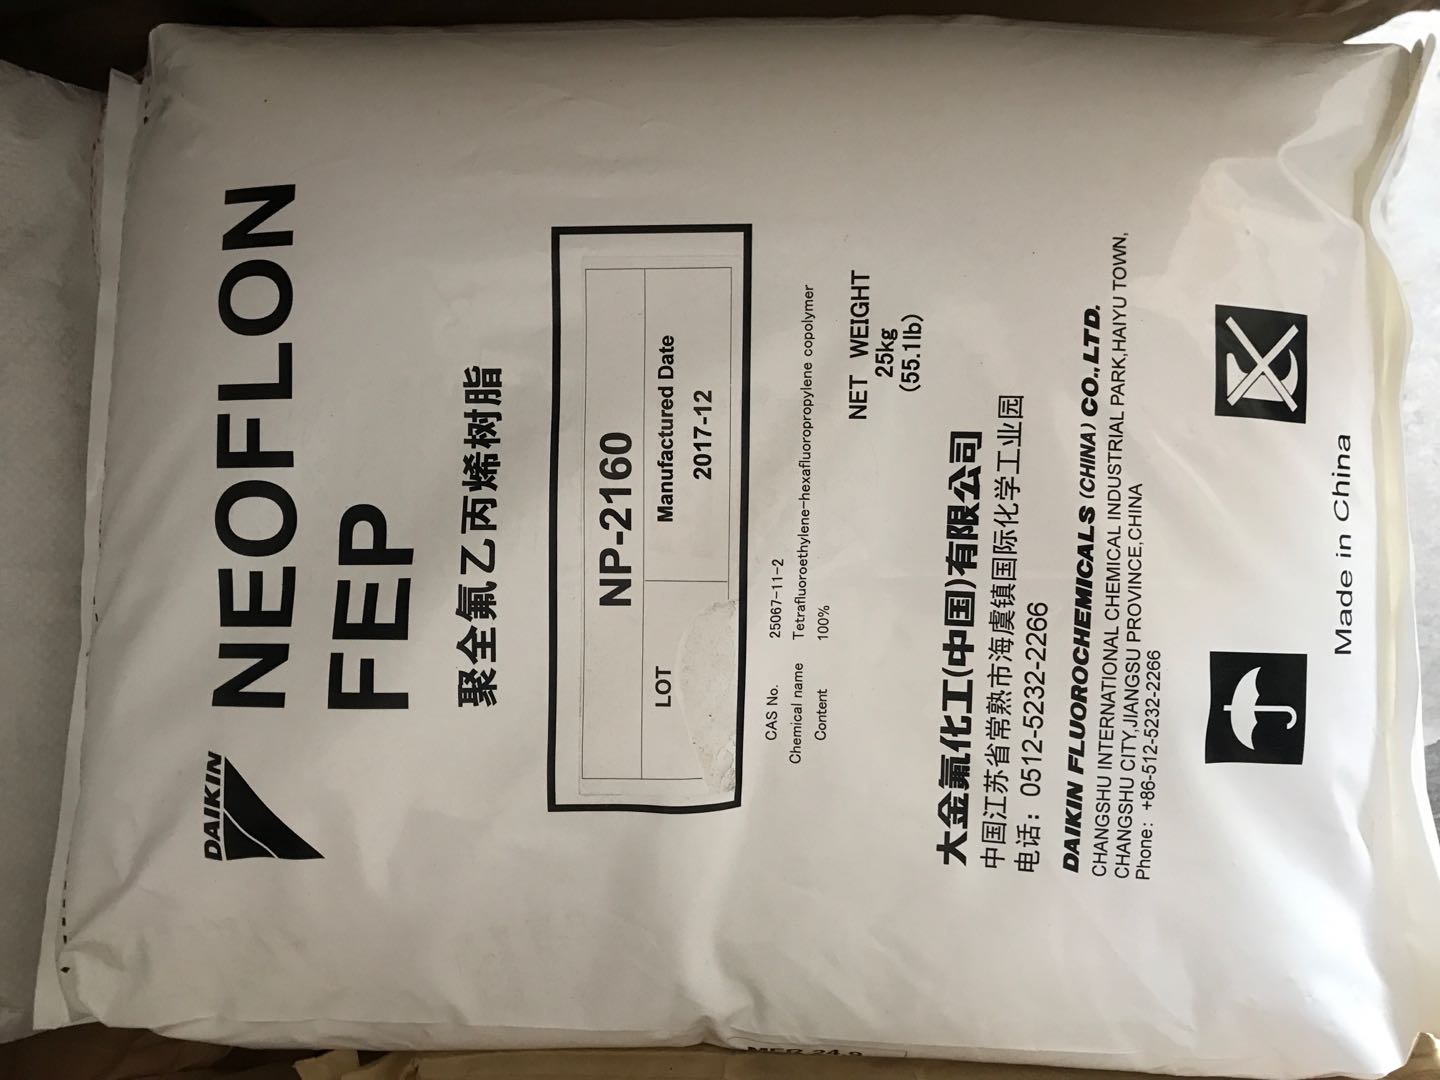 DAIKIN
NEOFLON
FEP
聚全氟乙丙烯树脂
NP-2160
LOT
Manufactured Date
2017-12
CAS No. 25067-11-2
Chemical name Tetrafluoroethylene-hexafluoropropylene copolymer
Content 100%
NET WEIGHT
25kg
(55.1lb)
大金氟化工(中国)有限公司
中国江苏省常熟市海虞镇国际化学工业园
电话：0512-5232-2266
DAIKIN FLUOROCHEMICALS (CHINA) CO.,LTD.
CHANGSHU INTERNATIONAL CHEMICAL INDUSTRIAL PARK,HAIYU TOWN,
CHANGSHU CITY,JIANGSU PROVINCE,CHINA
Phone: +86-512-5232-2266
Made in China